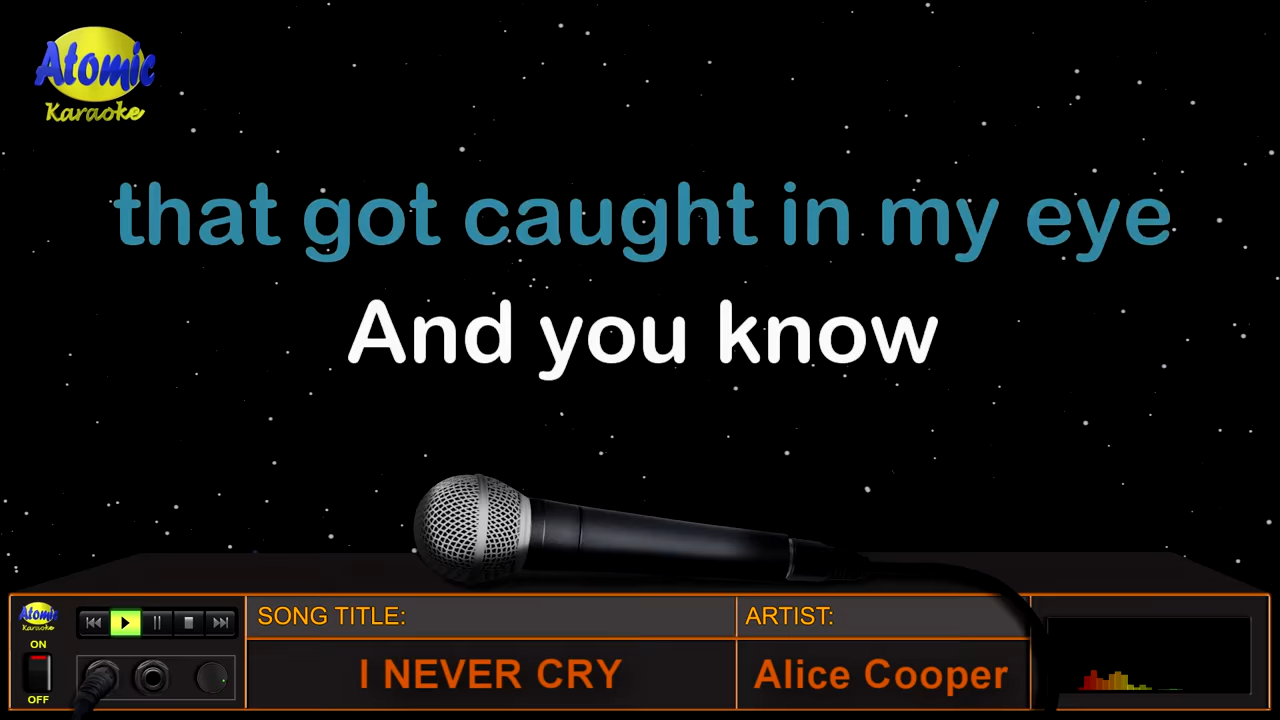 Atomic
Karaoke
that got caught in my eye
And you know
Atomic
Karaoke
ON
OFF
SONG TITLE:
I NEVER CRY
ARTIST:
Alice Cooper